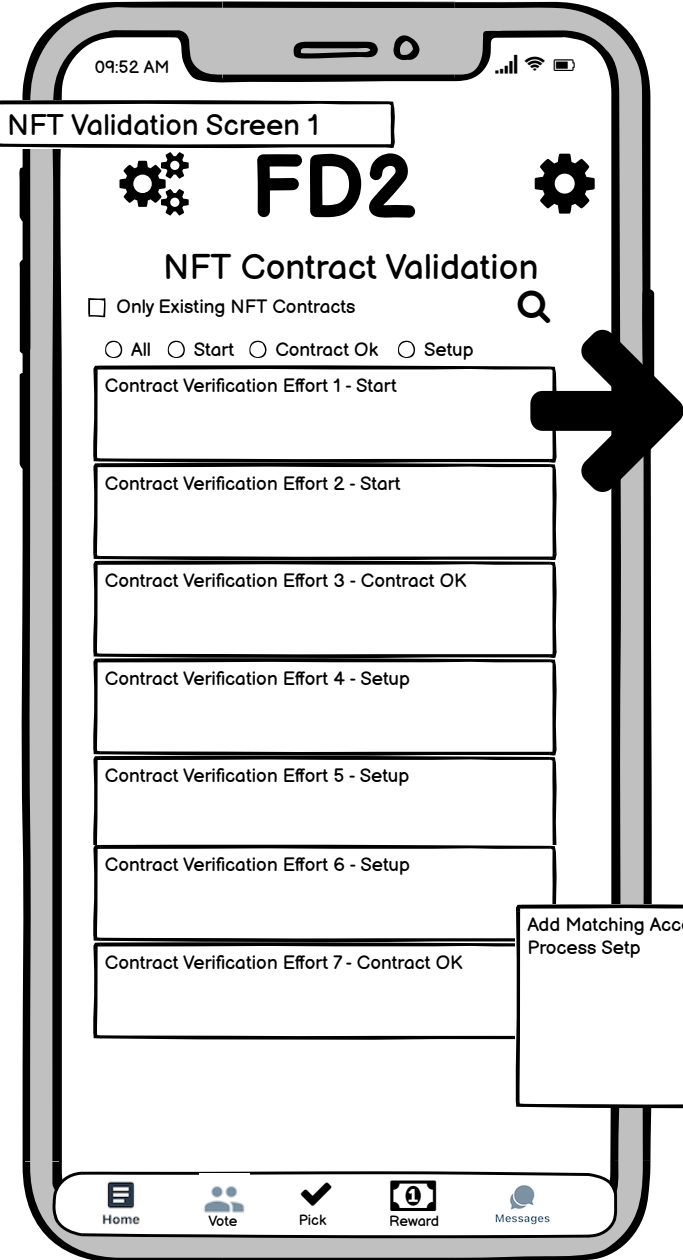 09:52 AM
NFT Validation Screen 1
FD2
NFT Contract Validation
Only Existing NFT Contracts
All Start Contract Ok Setup
Contract Verification Effort 1 - Start
Contract Verification Effort 2 - Start
Contract Verification Effort 3 - Contract OK
Contract Verification Effort 4 - Setup
Contract Verification Effort 5 - Setup
Contract Verification Effort 6 - Setup
Add Matching
Process Setp
Contract Verification Effort 7 - Contract OK
1
Home Vote Pick Reward Messages